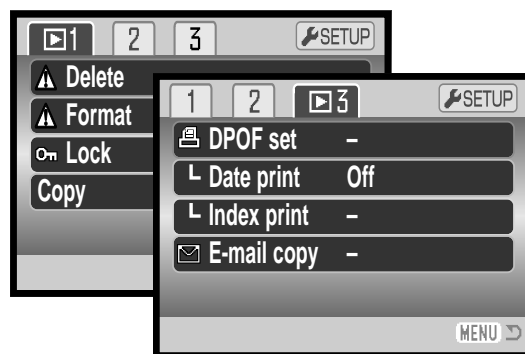 1 2 3 SETUP
Delete
Format
Lock
Copy
1 2 3 SETUP
DPOF set –
Date print Off
Index print –
E-mail copy –
MENU